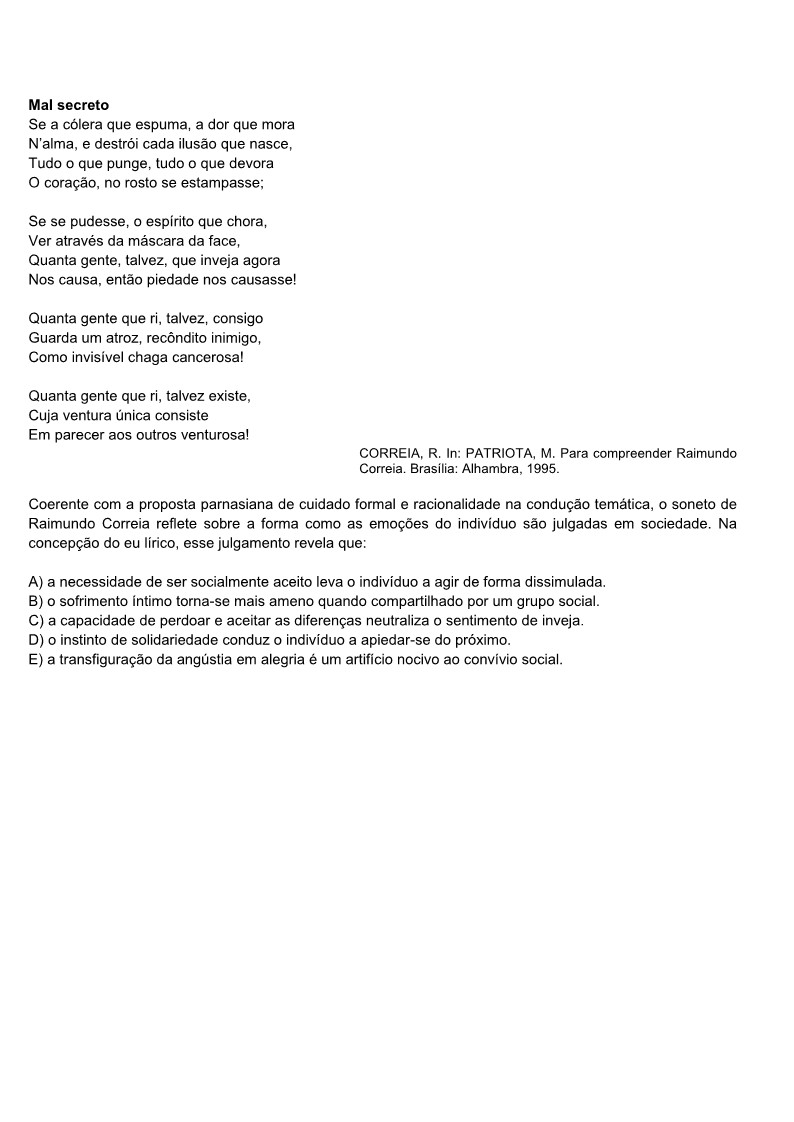 Mal secreto
Se a cólera que espuma, a dor que mora
N’alma, e destrói cada ilusão que nasce,
Tudo o que punge, tudo o que devora
O coração, no rosto se estampasse;
Se se pudesse, o espírito que chora,
Ver através da máscara da face,
Quanta gente, talvez, que inveja agora
Nos causa, então piedade nos causasse!
Quanta gente que ri, talvez, consigo
Guarda um atroz, recôndito inimigo,
Como invisível chaga cancerosa!
Quanta gente que ri, talvez existe,
Cuja ventura única consiste
Em parecer aos outros venturosa!
CORREIA, R. In: PATRIOTA, M. Para compreender Raimundo
Correia. Brasília: Alhambra, 1995.
Coerente com a proposta parnasiana de cuidado formal e racionalidade na condução temática, o soneto de
Raimundo Correia reflete sobre a forma como as emoções do indivíduo são julgadas em sociedade. Na
concepção do eu lírico, esse julgamento revela que:
A) a necessidade de ser socialmente aceito leva o indivíduo a agir de forma dissimulada.
B) o sofrimento íntimo torna-se mais ameno quando compartilhado por um grupo social.
C) a capacidade de perdoar e aceitar as diferenças neutraliza o sentimento de inveja.
D) o instinto de solidariedade conduz o indivíduo a apiedar-se do próximo.
E) a transfiguração da angústia em alegria é um artifício nocivo ao convívio social.